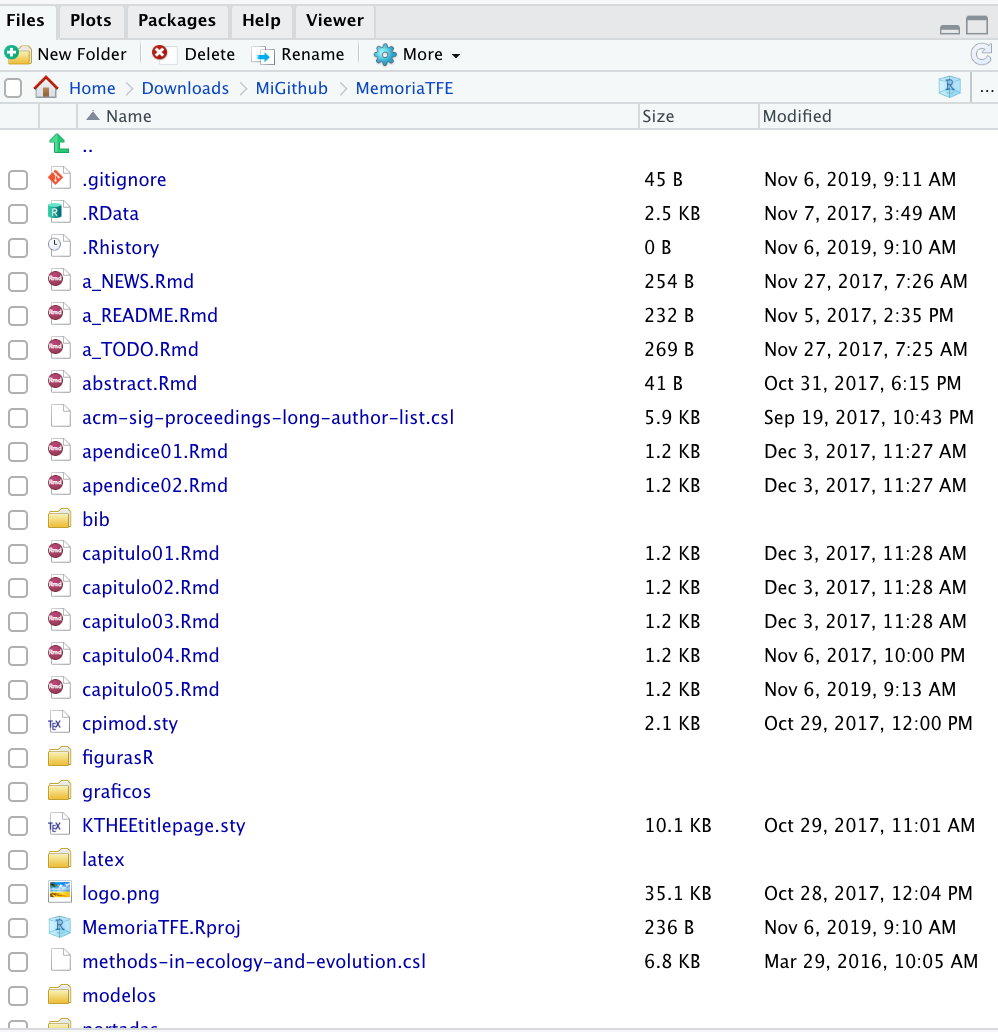 Files Plots Packages Help Viewer
New Folder Delete Rename More
Home Downloads MiGithub MemoriaTFE R ...
Name Size Modified
..
.gitignore 45 B Nov 6, 2019, 9:11 AM
.RData 2.5 KB Nov 7, 2017, 3:49 AM
.Rhistory 0 B Nov 6, 2019, 9:10 AM
a_NEWS.Rmd 254 B Nov 27, 2017, 7:26 AM
a_README.Rmd 232 B Nov 5, 2017, 2:35 PM
a_TODO.Rmd 269 B Nov 27, 2017, 7:25 AM
abstract.Rmd 41 B Oct 31, 2017, 6:15 PM
acm-sig-proceedings-long-author-list.csl 5.9 KB Sep 19, 2017, 10:43 PM
apendice01.Rmd 1.2 KB Dec 3, 2017, 11:27 AM
apendice02.Rmd 1.2 KB Dec 3, 2017, 11:27 AM
bib
capitulo01.Rmd 1.2 KB Dec 3, 2017, 11:28 AM
capitulo02.Rmd 1.2 KB Dec 3, 2017, 11:28 AM
capitulo03.Rmd 1.2 KB Dec 3, 2017, 11:28 AM
capitulo04.Rmd 1.2 KB Nov 6, 2017, 10:00 PM
capitulo05.Rmd 1.2 KB Nov 6, 2019, 9:13 AM
cpimod.sty 2.1 KB Oct 29, 2017, 12:00 PM
figurasR
graficos
KTHEEtitlepage.sty 10.1 KB Oct 29, 2017, 11:01 AM
latex
logo.png 35.1 KB Oct 28, 2017, 12:04 PM
MemoriaTFE.Rproj 236 B Nov 6, 2019, 9:10 AM
methods-in-ecology-and-evolution.csl 6.8 KB Mar 29, 2016, 10:05 AM
modelos